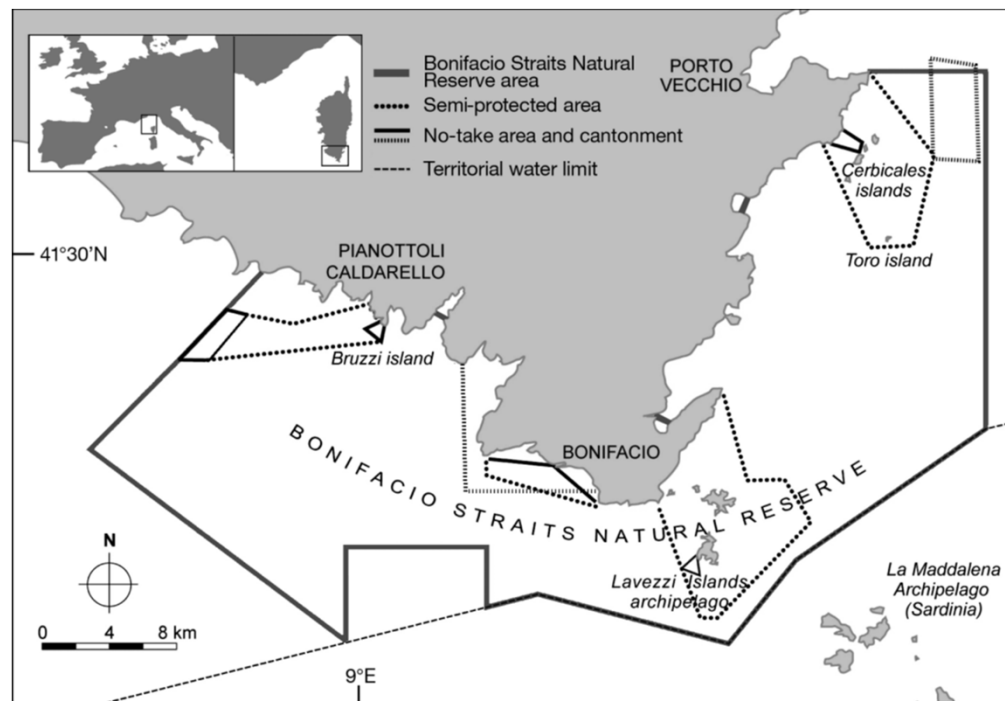 Bonifacio Straits Natural
Reserve area
Semi-protected area
No-take area and cantonment
Territorial water limit
PORTO
VECCHIO
Cerbicales
islands
Toro island
41°30'N
PIANOTTOLI
CALDARELLO
Bruzzi island
BONIFACIO
BONIFACIO STRAITS NATURAL RESERVE
Lavezzi Islands
archipelago
La Maddalena
Archipelago
(Sardinia)
N
0 4 8 km
9°E